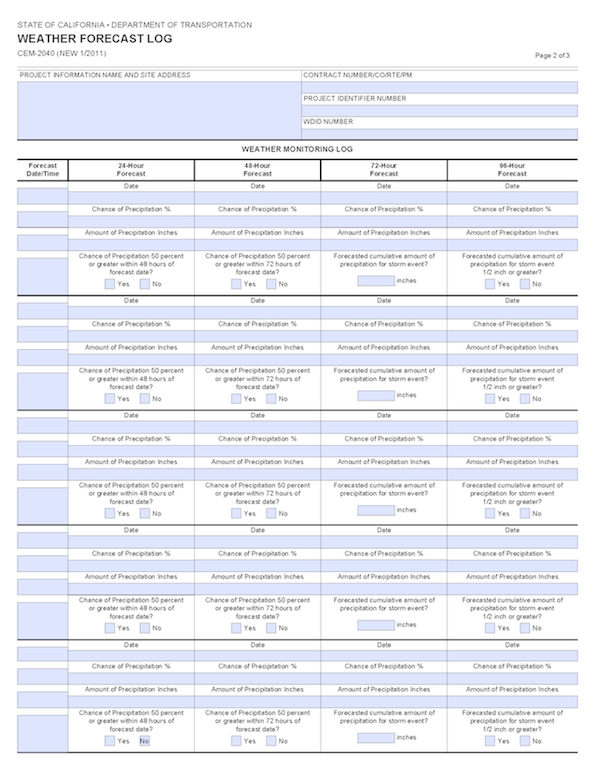 STATE OF CALIFORNIA • DEPARTMENT OF TRANSPORTATION
WEATHER FORECAST LOG
CEM-2040 (NEW 1/2011)
Page 2 of 3
PROJECT INFORMATION NAME AND SITE ADDRESS
CONTRACT NUMBER/CO/RTE/PM
PROJECT IDENTIFIER NUMBER
WDID NUMBER
WEATHER MONITORING LOG
Forecast 24-Hour 48-Hour 72-Hour 96-Hour
Date/Time Forecast Forecast Forecast Forecast
Date Date Date Date
Chance of Precipitation % Chance of Precipitation % Chance of Precipitation % Chance of Precipitation %
Amount of Precipitation Inches Amount of Precipitation Inches Amount of Precipitation Inches Amount of Precipitation Inches
Chance of Precipitation 50 percent Chance of Precipitation 50 percent Forecasted cumulative amount of Forecasted cumulative amount of
or greater within 48 hours of or greater within 72 hours of precipitation for storm event? precipitation for storm event
forecast date? forecast date? 1/2 inch or greater?
Yes No Yes No inches Yes No
Date Date Date Date
Chance of Precipitation % Chance of Precipitation % Chance of Precipitation % Chance of Precipitation %
Amount of Precipitation Inches Amount of Precipitation Inches Amount of Precipitation Inches Amount of Precipitation Inches
Chance of Precipitation 50 percent Chance of Precipitation 50 percent Forecasted cumulative amount of Forecasted cumulative amount of
or greater within 48 hours of or greater within 72 hours of precipitation for storm event? precipitation for storm event
forecast date? forecast date? 1/2 inch or greater?
Yes No Yes No inches Yes No
Date Date Date Date
Chance of Precipitation % Chance of Precipitation % Chance of Precipitation % Chance of Precipitation %
Amount of Precipitation Inches Amount of Precipitation Inches Amount of Precipitation Inches Amount of Precipitation Inches
Chance of Precipitation 50 percent Chance of Precipitation 50 percent Forecasted cumulative amount of Forecasted cumulative amount of
or greater within 48 hours of or greater within 72 hours of precipitation for storm event? precipitation for storm event
forecast date? forecast date? 1/2 inch or greater?
Yes No Yes No inches Yes No
Date Date Date Date
Chance of Precipitation % Chance of Precipitation % Chance of Precipitation % Chance of Precipitation %
Amount of Precipitation Inches Amount of Precipitation Inches Amount of Precipitation Inches Amount of Precipitation Inches
Chance of Precipitation 50 percent Chance of Precipitation 50 percent Forecasted cumulative amount of Forecasted cumulative amount of
or greater within 48 hours of or greater within 72 hours of precipitation for storm event? precipitation for storm event
forecast date? forecast date? 1/2 inch or greater?
Yes No Yes No inches Yes No
Date Date Date Date
Chance of Precipitation % Chance of Precipitation % Chance of Precipitation % Chance of Precipitation %
Amount of Precipitation Inches Amount of Precipitation Inches Amount of Precipitation Inches Amount of Precipitation Inches
Chance of Precipitation 50 percent Chance of Precipitation 50 percent Forecasted cumulative amount of Forecasted cumulative amount of
or greater within 48 hours of or greater within 72 hours of precipitation for storm event? precipitation for storm event
forecast date? forecast date? 1/2 inch or greater?
Yes No Yes No inches Yes No